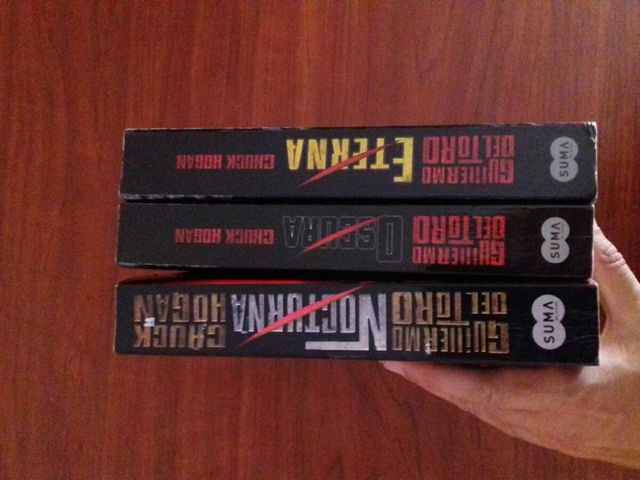 GUILLERMO
DEL TORO
ETERNA
CHUCK HOGAN
SUMA
GUILLERMO
DEL TORO
OSCURA
CHUCK HOGAN
SUMA
GUILLERMO
DEL TORO
NOCTURNA
CHUCK
HOGAN
SUMA